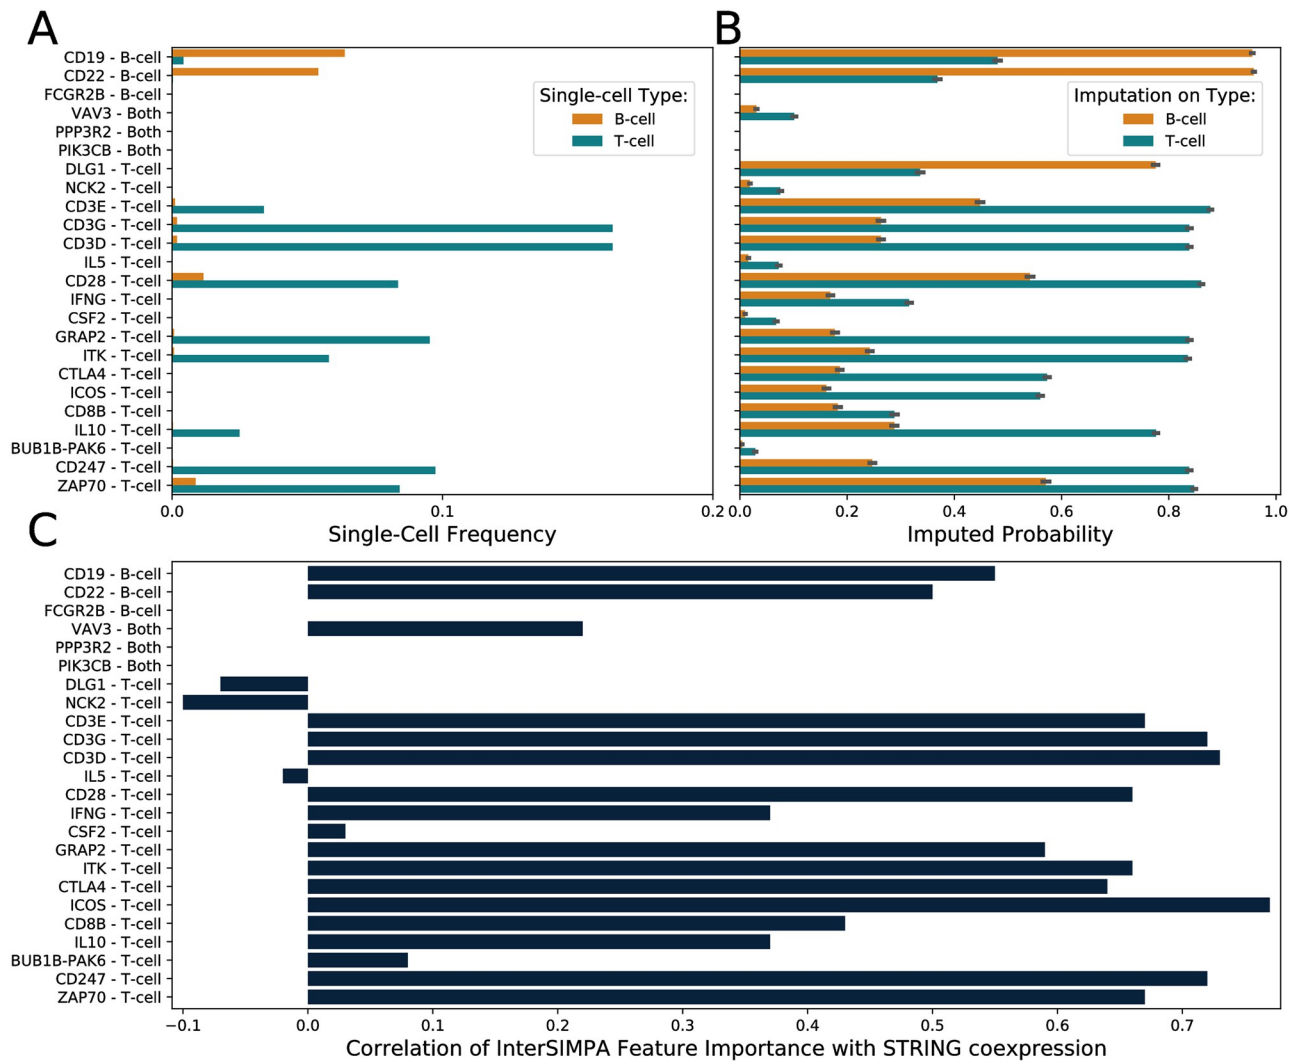 A
CD19 - B-cell
CD22 - B-cell
FCGR2B - B-cell
VAV3 - Both
PPP3R2 - Both
PIK3CB - Both
DLG1 - T-cell
NCK2 - T-cell
CD3E - T-cell
CD3G - T-cell
CD3D - T-cell
IL5 - T-cell
CD28 - T-cell
IFNG - T-cell
CSF2 - T-cell
GRAP2 - T-cell
ITK - T-cell
CTLA4 - T-cell
ICOS - T-cell
CD8B - T-cell
IL10 - T-cell
BUB1B-PAK6 - T-cell
CD247 - T-cell
ZAP70 - T-cell
Single-cell Type:
B-cell
T-cell
0.0 0.1 0.2
Single-Cell Frequency
B
Imputation on Type:
B-cell
T-cell
0.0 0.2 0.4 0.6 0.8 1.0
Imputed Probability
C
CD19 - B-cell
CD22 - B-cell
FCGR2B - B-cell
VAV3 - Both
PPP3R2 - Both
PIK3CB - Both
DLG1 - T-cell
NCK2 - T-cell
CD3E - T-cell
CD3G - T-cell
CD3D - T-cell
IL5 - T-cell
CD28 - T-cell
IFNG - T-cell
CSF2 - T-cell
GRAP2 - T-cell
ITK - T-cell
CTLA4 - T-cell
ICOS - T-cell
CD8B - T-cell
IL10 - T-cell
BUB1B-PAK6 - T-cell
CD247 - T-cell
ZAP70 - T-cell
−0.1 0.0 0.1 0.2 0.3 0.4 0.5 0.6 0.7
Correlation of InterSIMPA Feature Importance with STRING coexpression